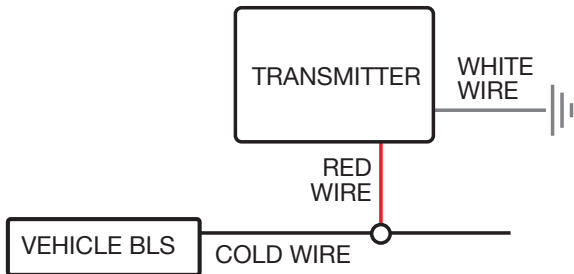 TRANSMITTER
WHITE
WIRE
RED
WIRE
VEHICLE BLS
COLD WIRE